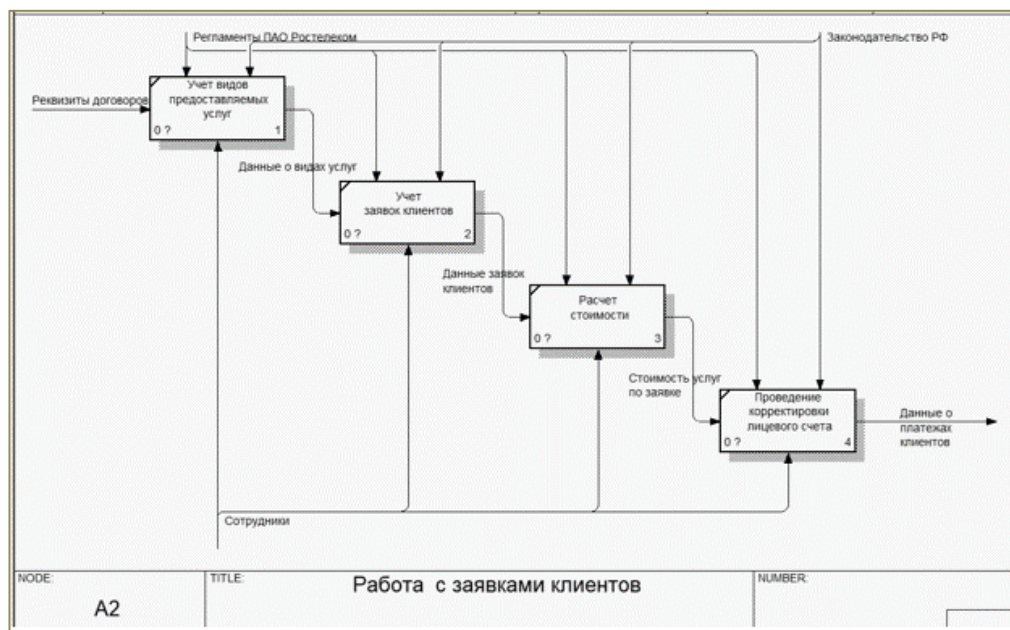 Регламенты ПАО Ростелеком
Законодательство РФ
Реквизиты договоров
Учет видов
предоставляемых
услуг
0 ?
1
Данные о видах услуг
Учет
заявок клиентов
0 ?
2
Данные заявок
клиентов
Расчет
стоимости
0 ?
3
Стоимость услуг
по заявке
Проведение
корректировки
лицевого счета
0 ?
4
Данные о
платежах
клиентов
Сотрудники
NODE:
TITLE:
NUMBER:
A2
Работа с заявками клиентов